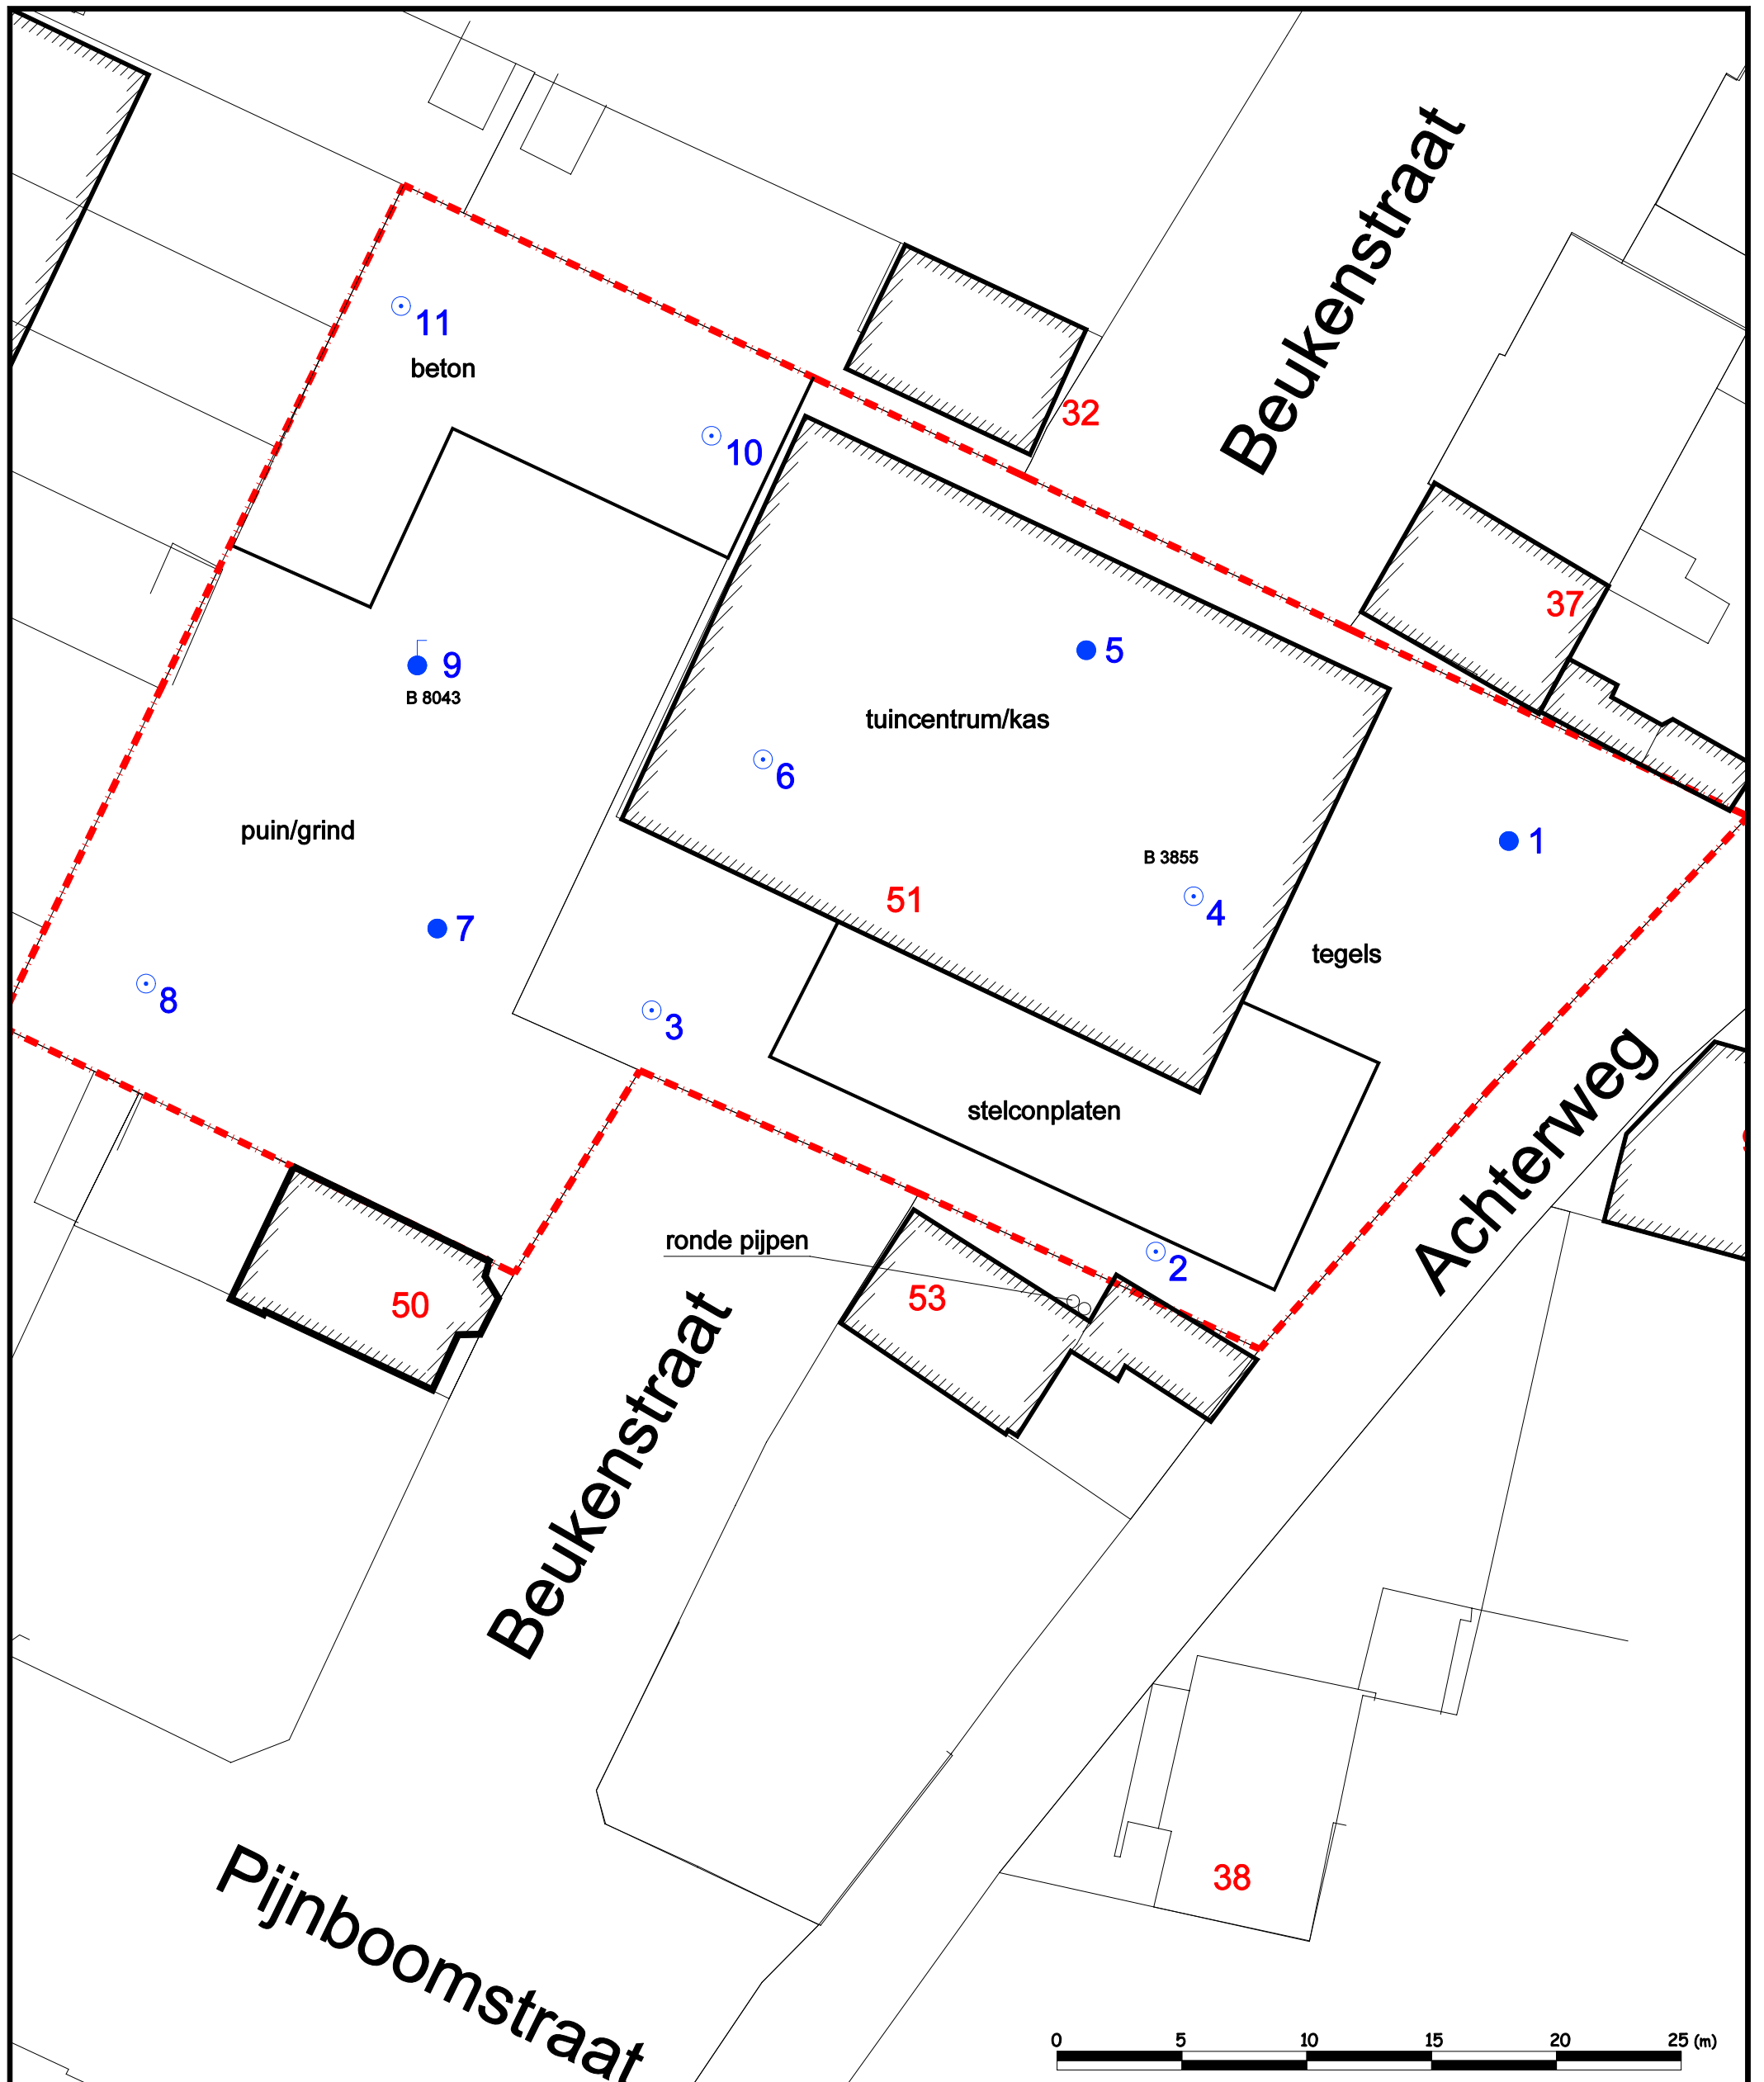 Beukenstraat
11
beton
10
32
37
9
B 8043
5
tuincentrum/kas
6
puin/grind
1
B 3855
51
4
7
tegels
8
3
Achterweg
stelconplaten
ronde pijpen
2
50
53
Beukenstraat
38
Pijnboomstraat
0 5 10 15 20 25 (m)